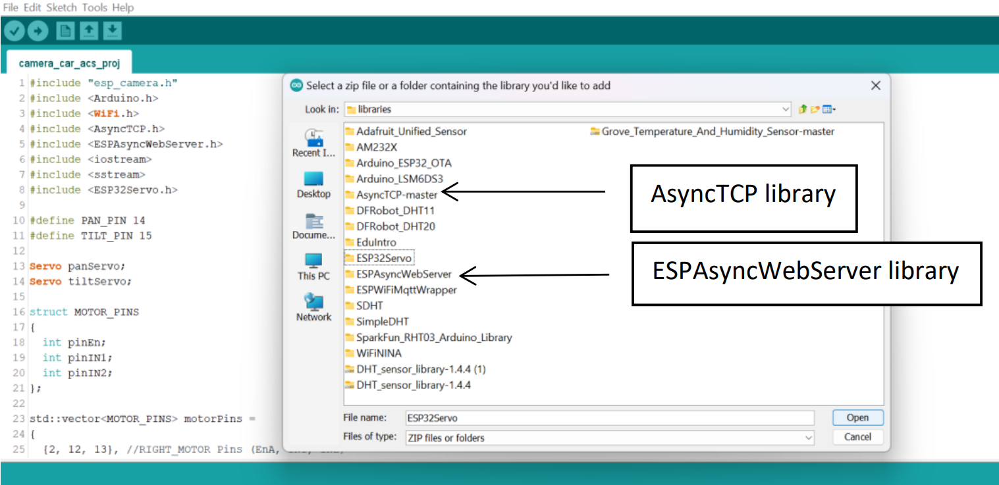 File Edit Sketch Tools Help
camera_car_acs_proj
1 #include "esp_camera.h"
2 #include <Arduino.h>
3 #include <WiFi.h>
4 #include <AsyncTCP.h>
5 #include <ESPAsyncWebServer.h>
6 #include <iostream>
7 #include <sstream>
8 #include <ESP32Servo.h>
9
10 #define PAN_PIN 14
11 #define TILT_PIN 15
12
13 Servo panServo;
14 Servo tiltServo;
15
16 struct MOTOR_PINS
17 {
18 int pinEn;
19 int pinIN1;
20 int pinIN2;
21 };
22
23 std::vector<MOTOR_PINS> motorPins =
24 {
25 {2, 12, 13}, //RIGHT_MOTOR Pins (EnA,
Select a zip file or a folder containing the library you'd like to add
Look in: libraries
Recent I...
Desktop
Docume...
This PC
Network
Adafruit_Unified_Sensor
AM232X
Arduino_ESP32_OTA
Arduino_LSM6DS3
AsyncTCP-master
DFRobot_DHT11
DFRobot_DHT20
EduIntro
ESP32Servo
ESPAsyncWebServer
ESPWiFiMqttWrapper
SDHT
SimpleDHT
SparkFun_RHT03_Arduino_Library
WiFiNINA
DHT_sensor_library-1.4.4 (1)
DHT_sensor_library-1.4.4
Grove_Temperature_And_Humidity_Sensor-master
File name: ESP32Servo
Open
Files of type: ZIP files or folders
Cancel
AsyncTCP library
ESPAsyncWebServer library